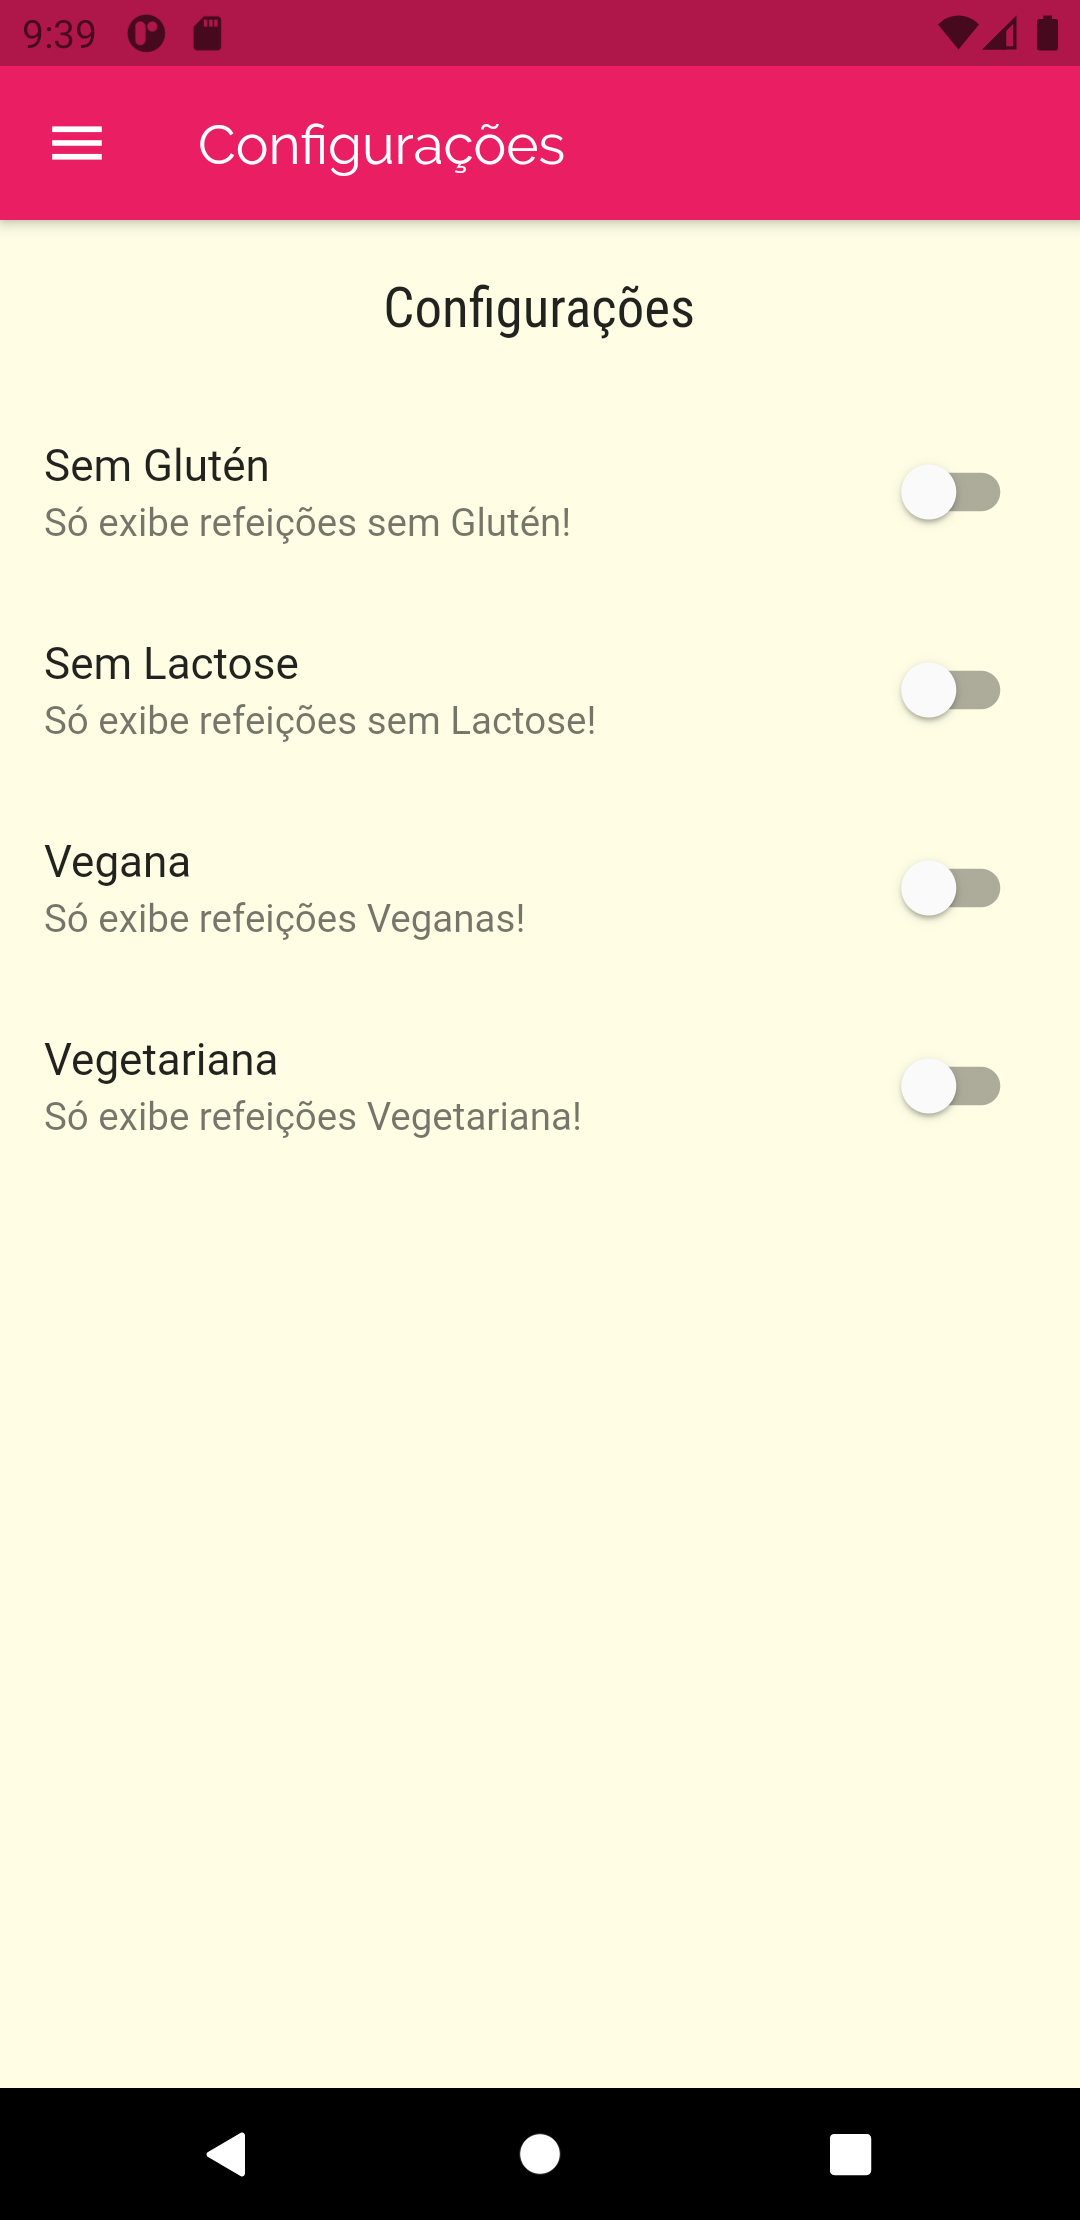 9:39
Configurações
Configurações
Sem Glutén
Só exibe refeições sem Glutén!
Sem Lactose
Só exibe refeições sem Lactose!
Vegana
Só exibe refeições Veganas!
Vegetariana
Só exibe refeições Vegetariana!